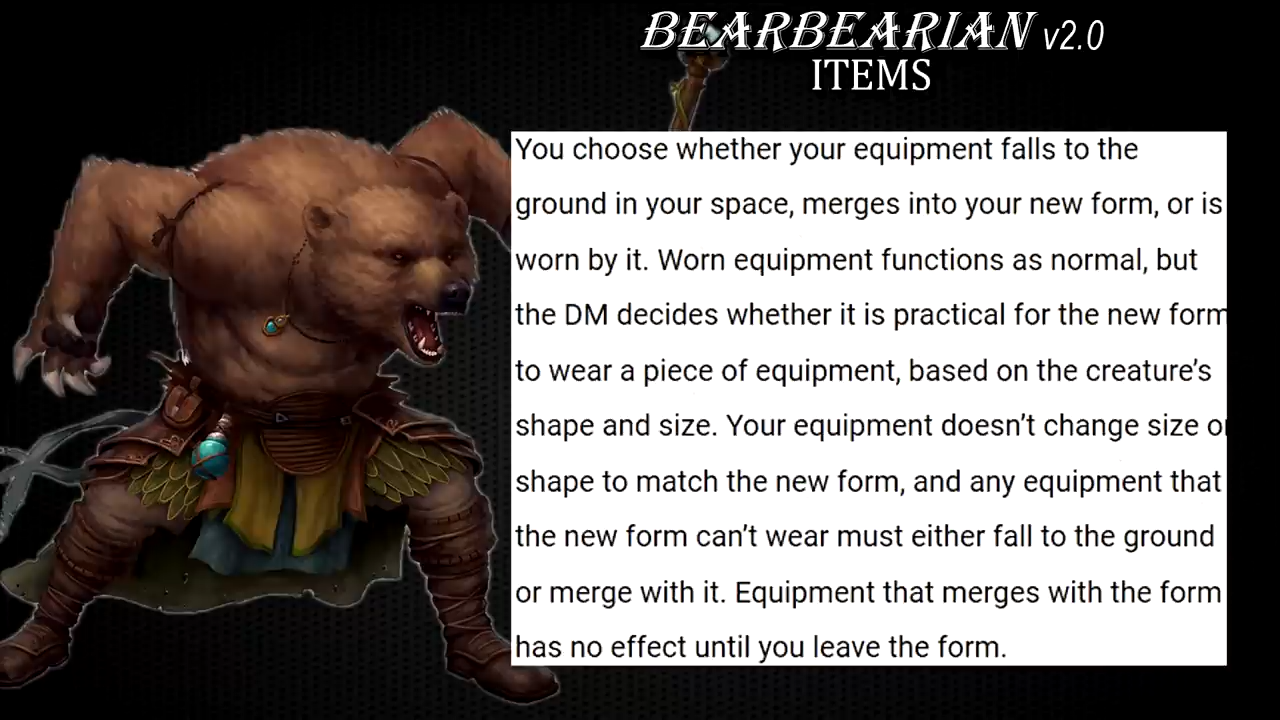 BEARBEARIAN v2.0
ITEMS
You choose whether your equipment falls to the
ground in your space, merges into your new form, or is
worn by it. Worn equipment functions as normal, but
the DM decides whether it is practical for the new form
to wear a piece of equipment, based on the creature's
shape and size. Your equipment doesn't change size or
shape to match the new form, and any equipment that
the new form can't wear must either fall to the ground
or merge with it. Equipment that merges with the form
has no effect until you leave the form.